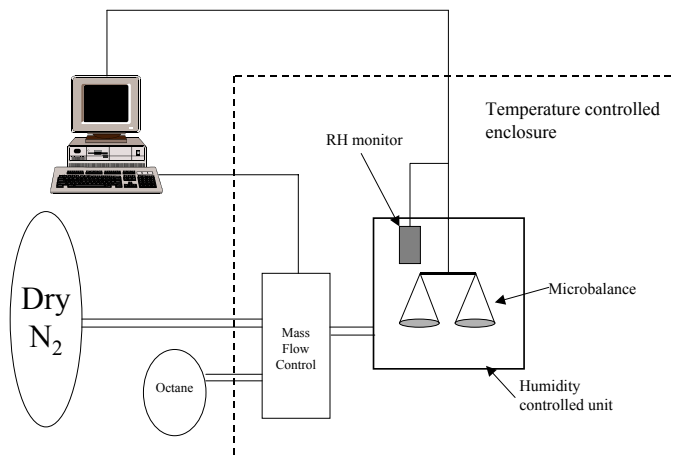 Temperature controlled
enclosure
RH monitor
Dry
N2
Mass
Flow
Control
Octane
Microbalance
Humidity
controlled unit